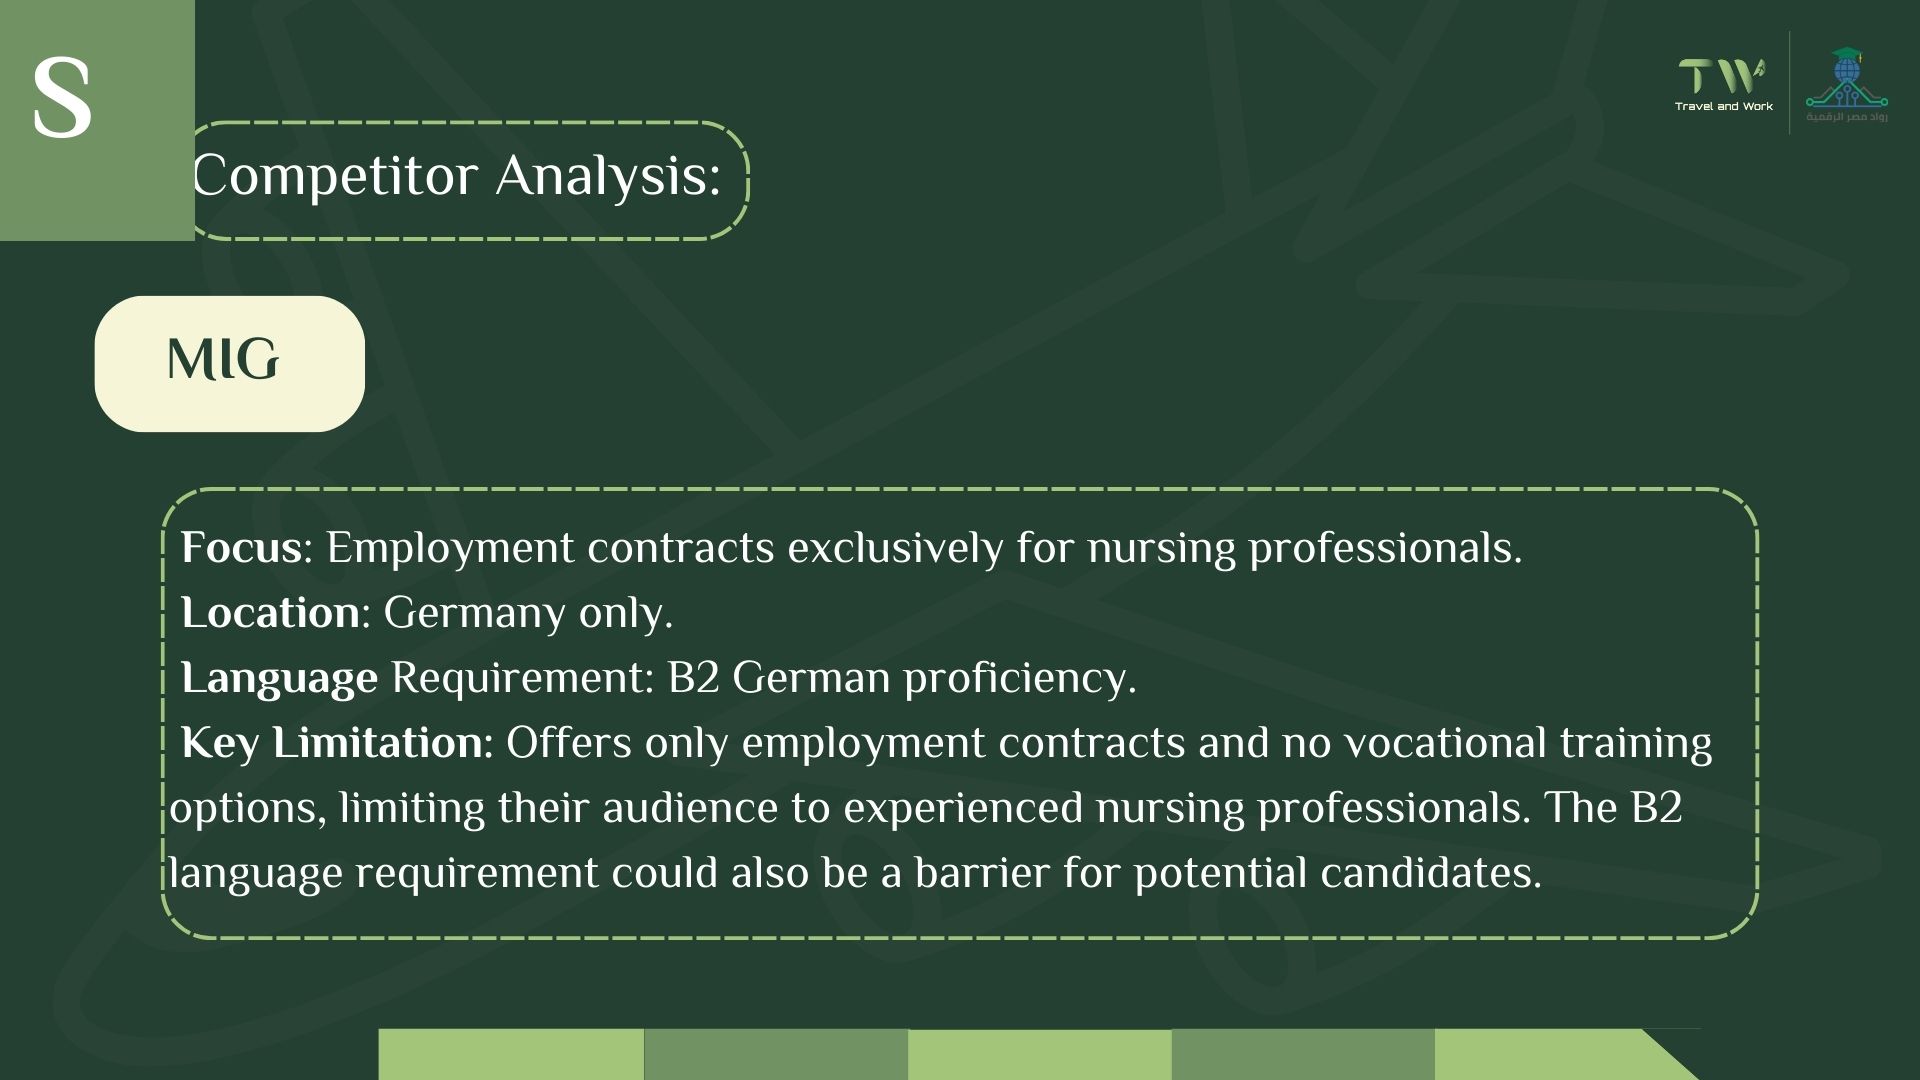 S
TW
Travel and Work
رواد مصر الرقمية
Competitor Analysis:
MIG
Focus: Employment contracts exclusively for nursing professionals.
Location: Germany only.
Language Requirement: B2 German proficiency.
Key Limitation: Offers only employment contracts and no vocational training
options, limiting their audience to experienced nursing professionals. The B2
language requirement could also be a barrier for potential candidates.